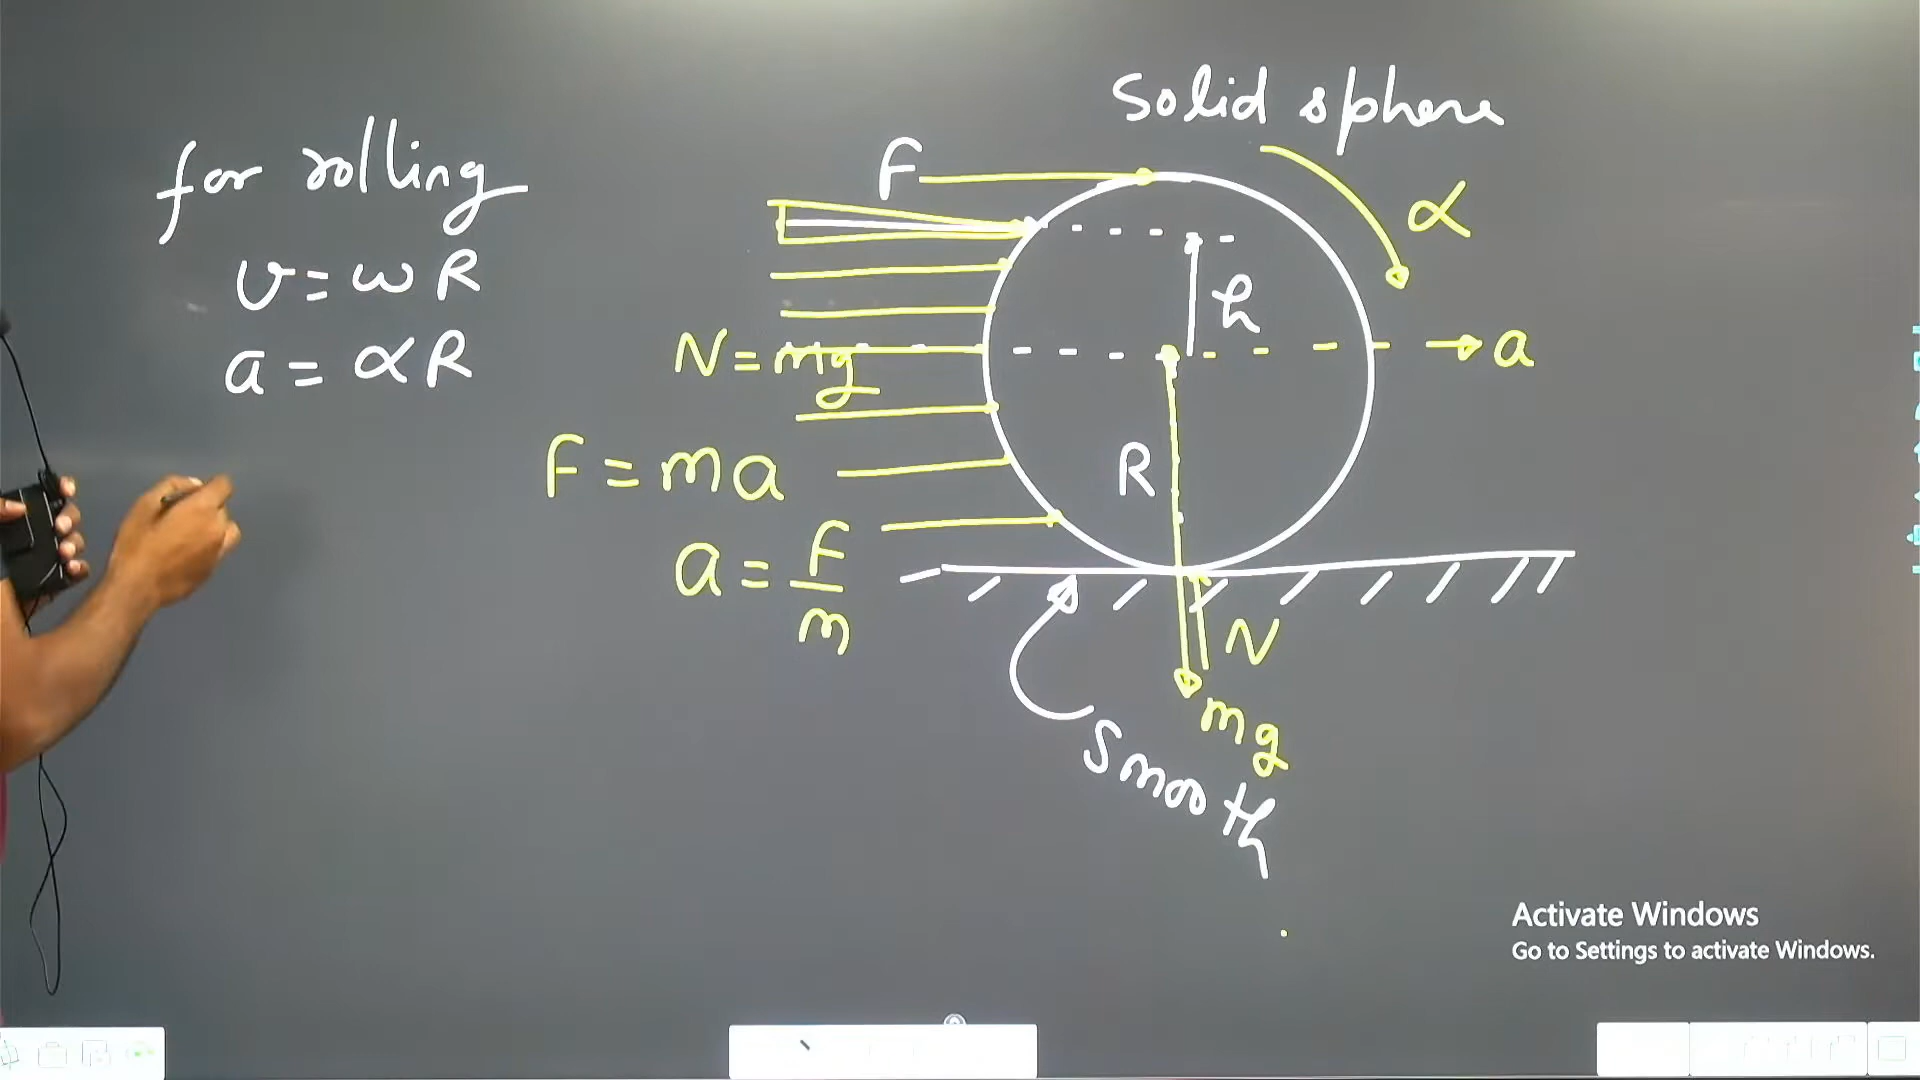 Solid sphere
for rolling
v = ωR
a = αR
F
α
h
N = mg
a
R
F = ma
a = F/m
N
mg
Smooth
Activate Windows
Go to Settings to activate Windows.